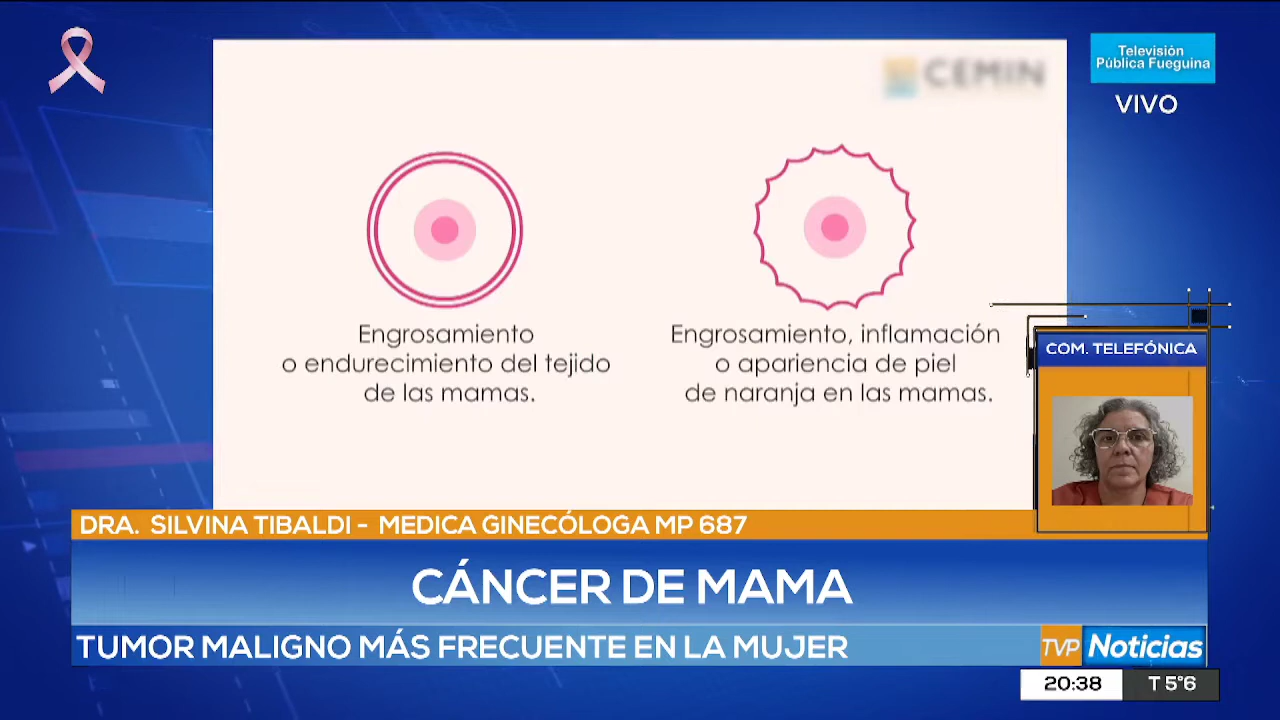 Televisión
Pública Fueguina
VIVO
CEMIN
Engrosamiento
o endurecimiento del tejido
de las mamas.
Engrosamiento, inflamación
o apariencia de piel
de naranja en las mamas.
COM. TELEFÓNICA
DRA. SILVINA TIBALDI - MEDICA GINECÓLOGA MP 687
CÁNCER DE MAMA
TUMOR MALIGNO MÁS FRECUENTE EN LA MUJER
TVP Noticias
20:38 T 5°6